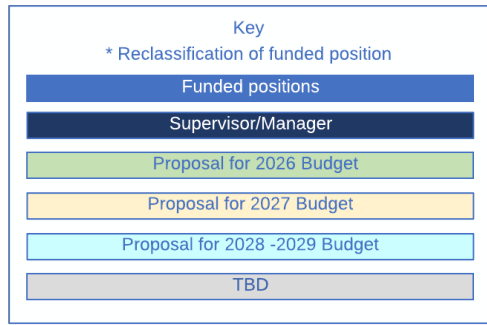 Key
* Reclassification of funded position
Funded positions
Supervisor/Manager
Proposal for 2026 Budget
Proposal for 2027 Budget
Proposal for 2028 -2029 Budget
TBD